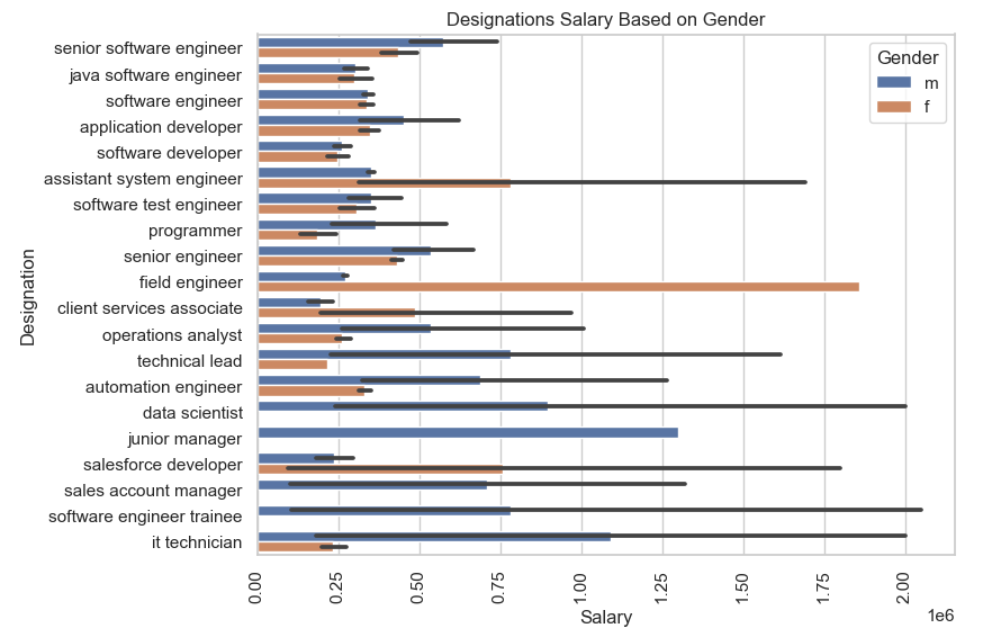 Designations Salary Based on Gender
senior software engineer
java software engineer
software engineer
application developer
software developer
assistant system engineer
software test engineer
programmer
senior engineer
field engineer
client services associate
operations analyst
technical lead
automation engineer
data scientist
junior manager
salesforce developer
sales account manager
software engineer trainee
it technician
Designation
Gender
m
f
0.00 0.25 0.50 0.75 1.00 1.25 1.50 1.75 2.00
Salary
1e6